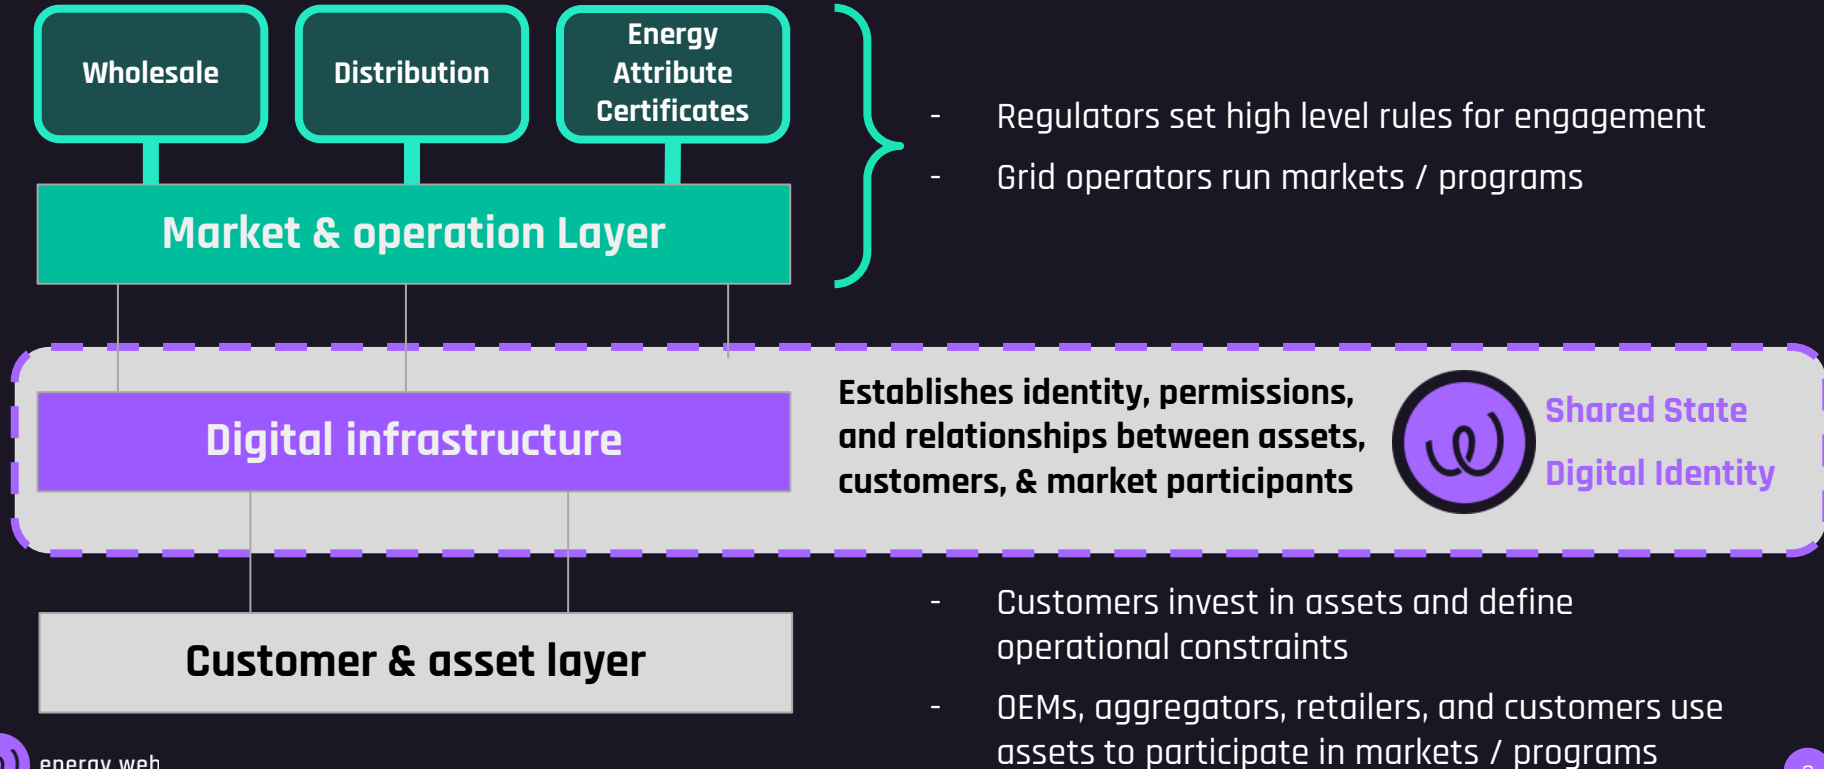 Wholesale
Distribution
Energy
Attribute
Certificates
- Regulators set high level rules for engagement
- Grid operators run markets / programs
Market & operation Layer
Establishes identity, permissions,
and relationships between assets,
customers, & market participants
Shared State
Digital Identity
Digital infrastructure
- Customers invest in assets and define
operational constraints
- OEMs, aggregators, retailers, and customers use
assets to participate in markets / programs
Customer & asset layer
energy web